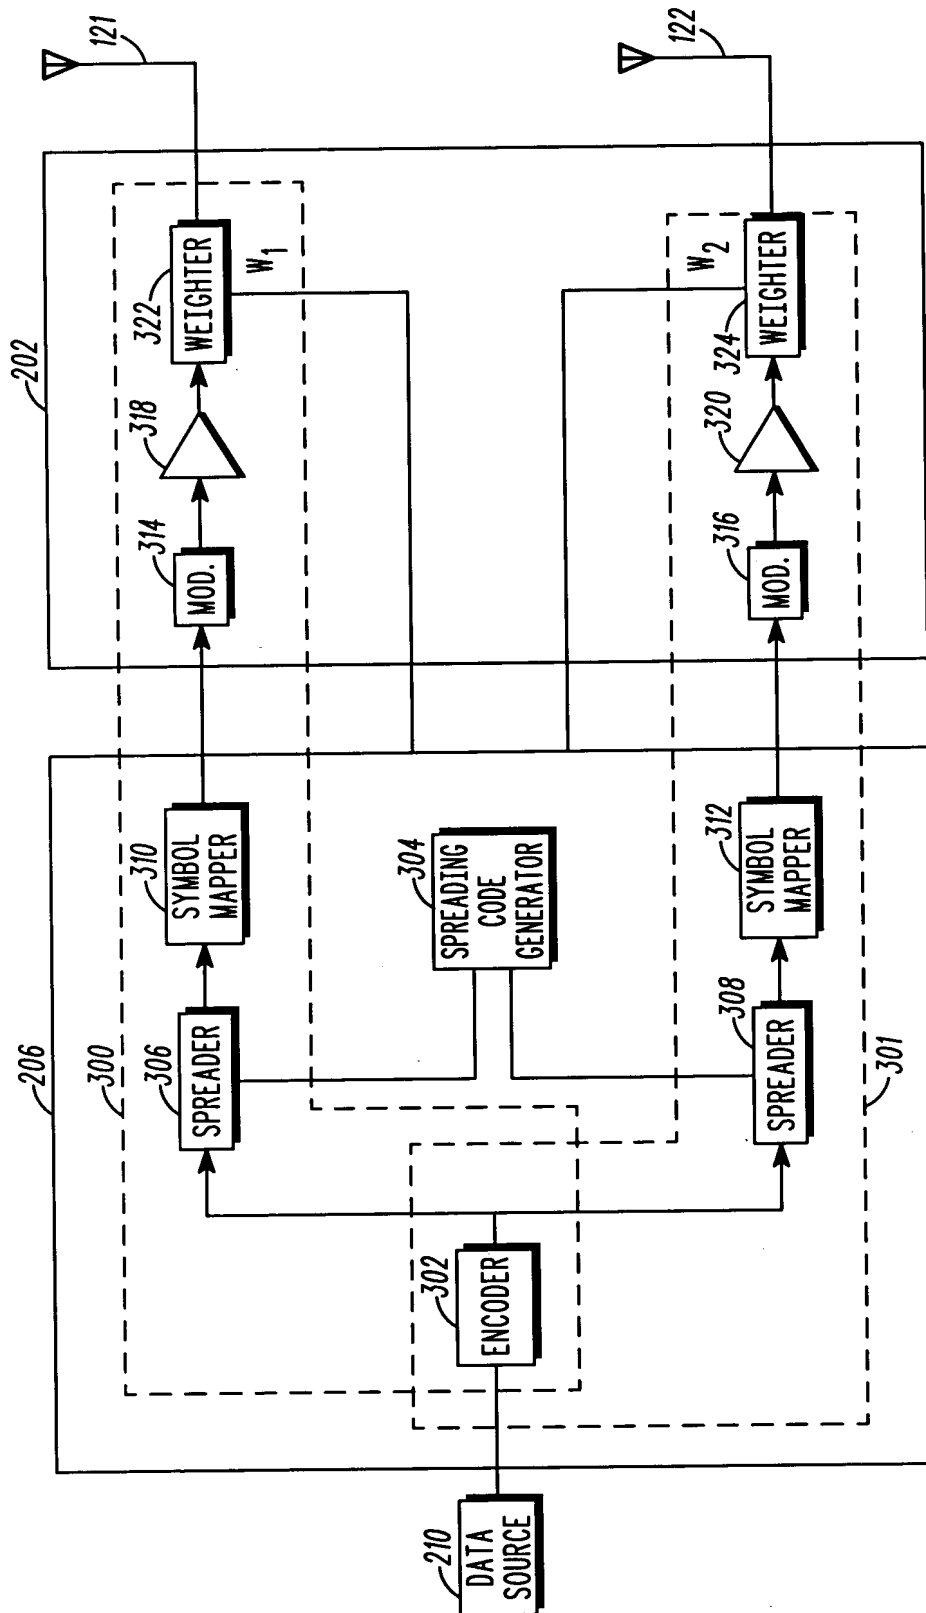 206
202
300
306
SPREADER
310
SYMBOL
MAPPER
314
MOD.
318
322
WEIGHTER
W1
121
210
DATA
SOURCE
302
ENCODER
304
SPREADING
CODE
GENERATOR
308
SPREADER
312
SYMBOL
MAPPER
316
MOD.
320
324
WEIGHTER
W2
122
301